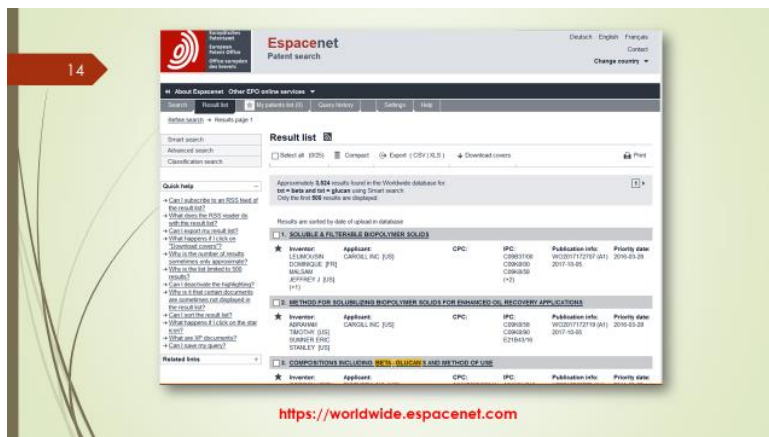 14
Europäisches
Patentamt
European
Patent Office
Office européen
des brevets
Espacenet
Patent search
Deutsch English Français
Contact
Change country
About Espacenet Other EPO online services
Search Result list My patents list (0) Query history Settings Help
Refine search → Results page 1
Smart search
Advanced search
Classification search
Quick help
→ Can I subscribe to an RSS feed of
the result list?
→ What does the RSS reader do
with the result list?
→ Can I export my result list?
→ What happens if I click on
"Download covers"?
→ Why is the number of results
sometimes only approximate?
→ Why is the list limited to 500
results?
→ Can I deactivate the highlighting?
→ Why is it that certain documents
are sometimes not displayed in
the result list?
→ Can I sort the result list?
→ What happens if I click on the star
icon?
→ What are XP documents?
→ Can I save my query?
Related links +
Result list
Select all (0/25) Compact Export ( CSV | XLS ) Download covers Print
Approximately 3,824 results found in the Worldwide database for:
txt = beta and txt = glucan using Smart search
Only the first 500 results are displayed.
1
Results are sorted by date of upload in database
1. SOLUBLE & FILTERABLE BIOPOLYMER SOLIDS
Inventor: Applicant: CPC: IPC: Publication info: Priority date:
LEUMOUSIN CARGILL INC [US] C09B37/00 WO2017172707 (A1) 2016-03-28
DOMINIQUE [FR] C09K8/00 2017-10-05
MALSAM C09K8/59
JEFFREY J [US] (+2)
(+1)
2. METHOD FOR SOLUBILIZING BIOPOLYMER SOLIDS FOR ENHANCED OIL RECOVERY APPLICATIONS
Inventor: Applicant: CPC: IPC: Publication info: Priority date:
ABRAHAM CARGILL INC [US] C09K8/58 WO2017172719 (A1) 2016-03-28
TIMOTHY [US] C09K8/90 2017-10-05
SUMNER ERIC E21B43/16
STANLEY [US]
3. COMPOSITIONS INCLUDING BETA-GLUCANS AND METHOD OF USE
Inventor: Applicant: CPC: IPC: Publication info: Priority date:
https://worldwide.espacenet.com